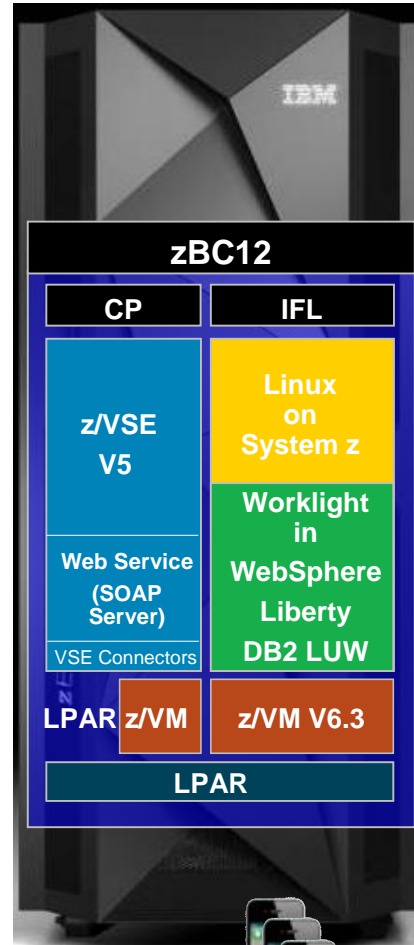 IBM
zBC12
CP
IFL
z/VSE
V5
Web Service
(SOAP
Server)
VSE Connectors
Linux
on
System z
Worklight
in
WebSphere
Liberty
DB2 LUW
LPAR
z/VM
z/VM V6.3
LPAR